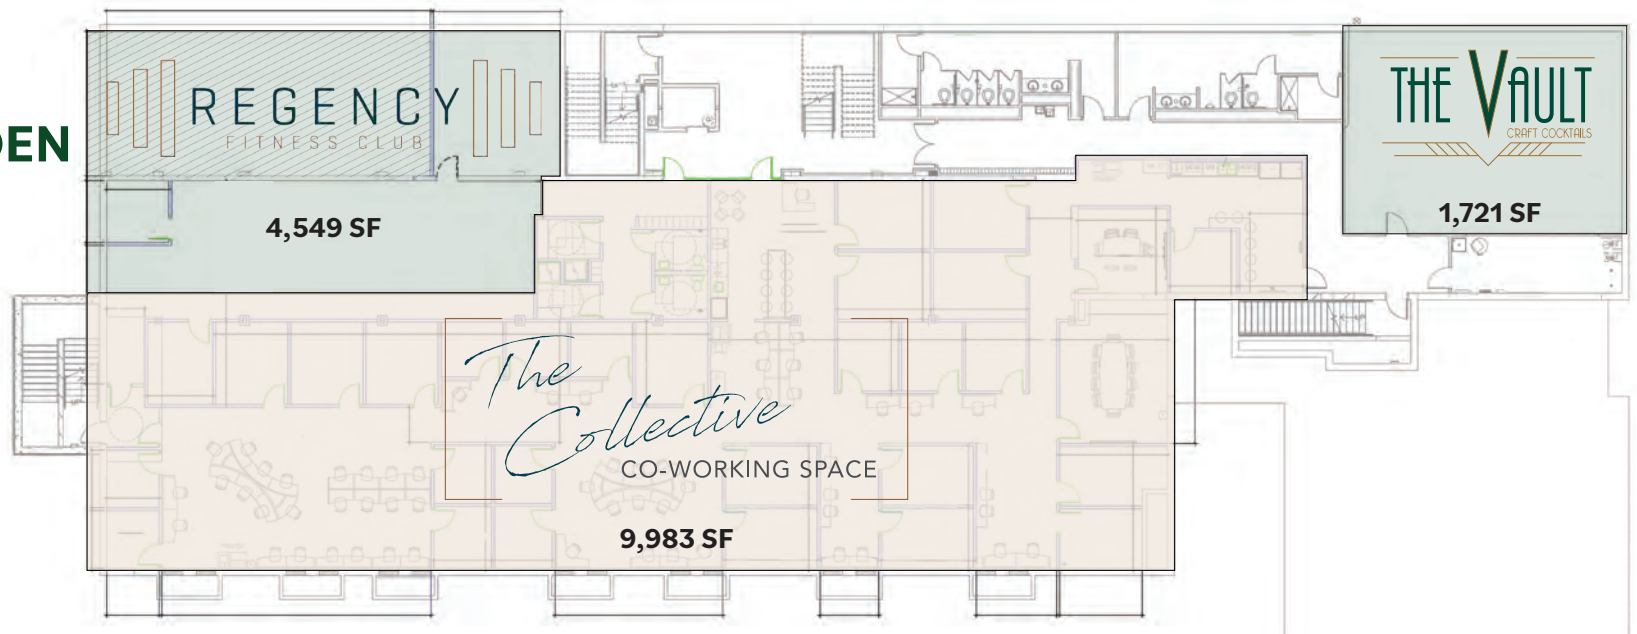 DEN
REGENCY
FITNESS CLUB
4,549 SF
THE VAULT
CRAFT COCKTAILS
1,721 SF
The
Collective
CO-WORKING SPACE
9,983 SF